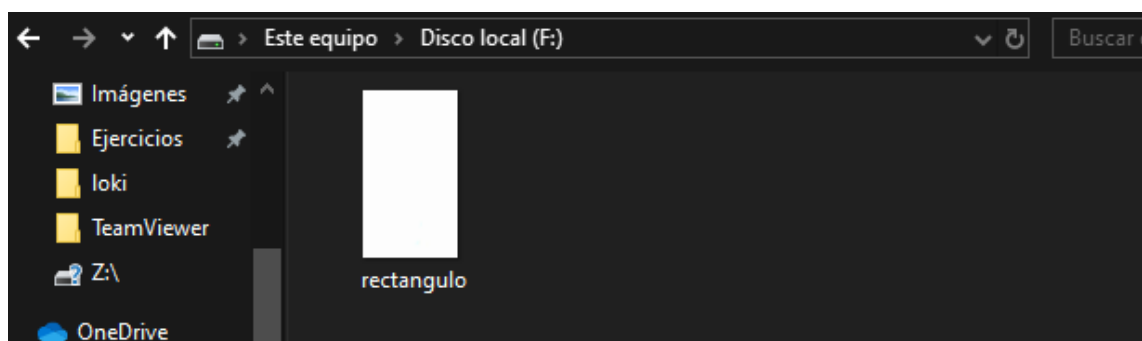 Este equipo > Disco local (F:)
Buscar
Imágenes
Ejercicios
loki
TeamViewer
Z:\
OneDrive
rectangulo